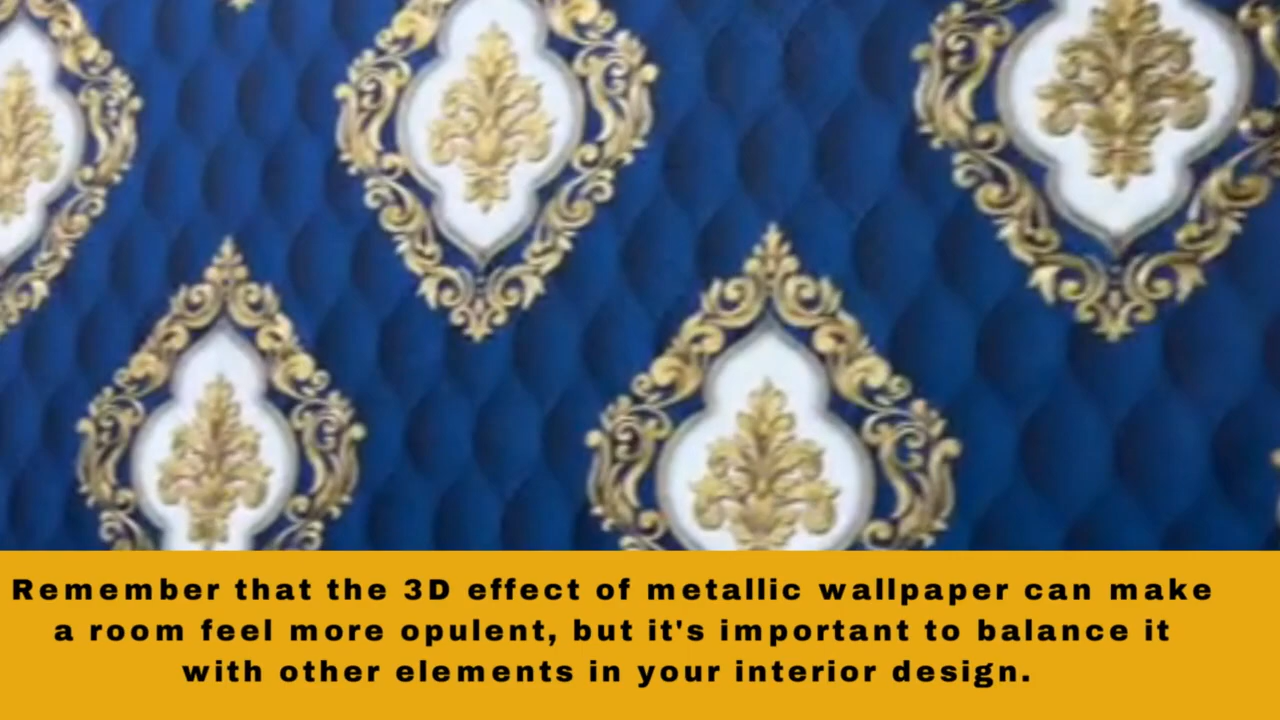 Remember that the 3D effect of metallic wallpaper can make
a room feel more opulent, but it's important to balance it
with other elements in your interior design.